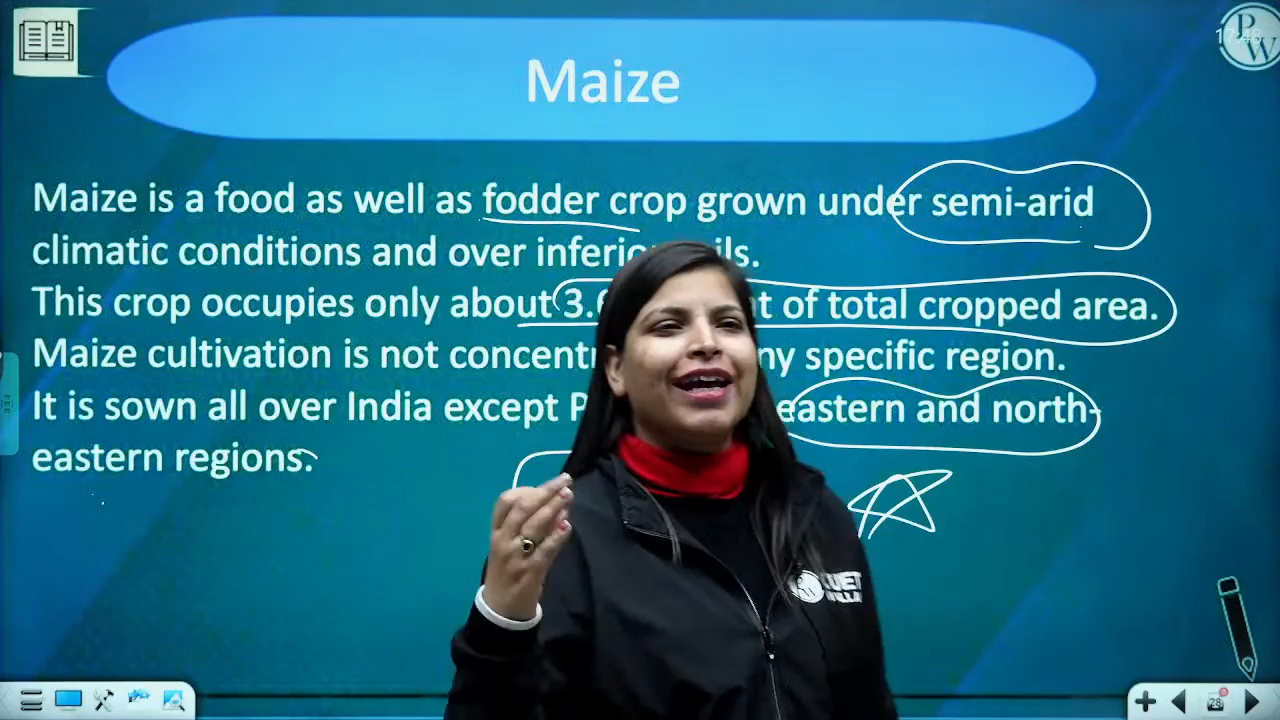 Maize
P
W
Maize is a food as well as fodder crop grown under semi-arid
climatic conditions and over
This crop occupies only about of total cropped area.
Maize cultivation is not specific region.
It is sown all over India except eastern and north-
eastern regions.
28